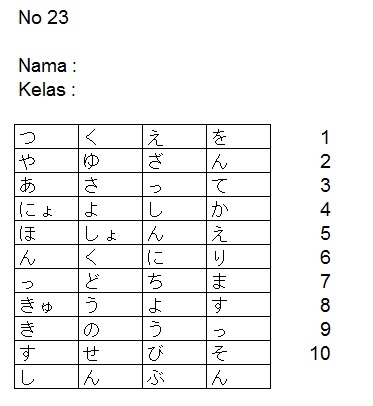 No 23
Nama :
Kelas :
つ く え を 1
や ゆ ざ ん 2
あ さ っ て 3
にょ よ し か 4
ほ しょ ん え 5
ん く に り 6
っ ど ち ま 7
きゅ う よ す 8
き の う っ 9
す せ び そ 10
し ん ぶ ん